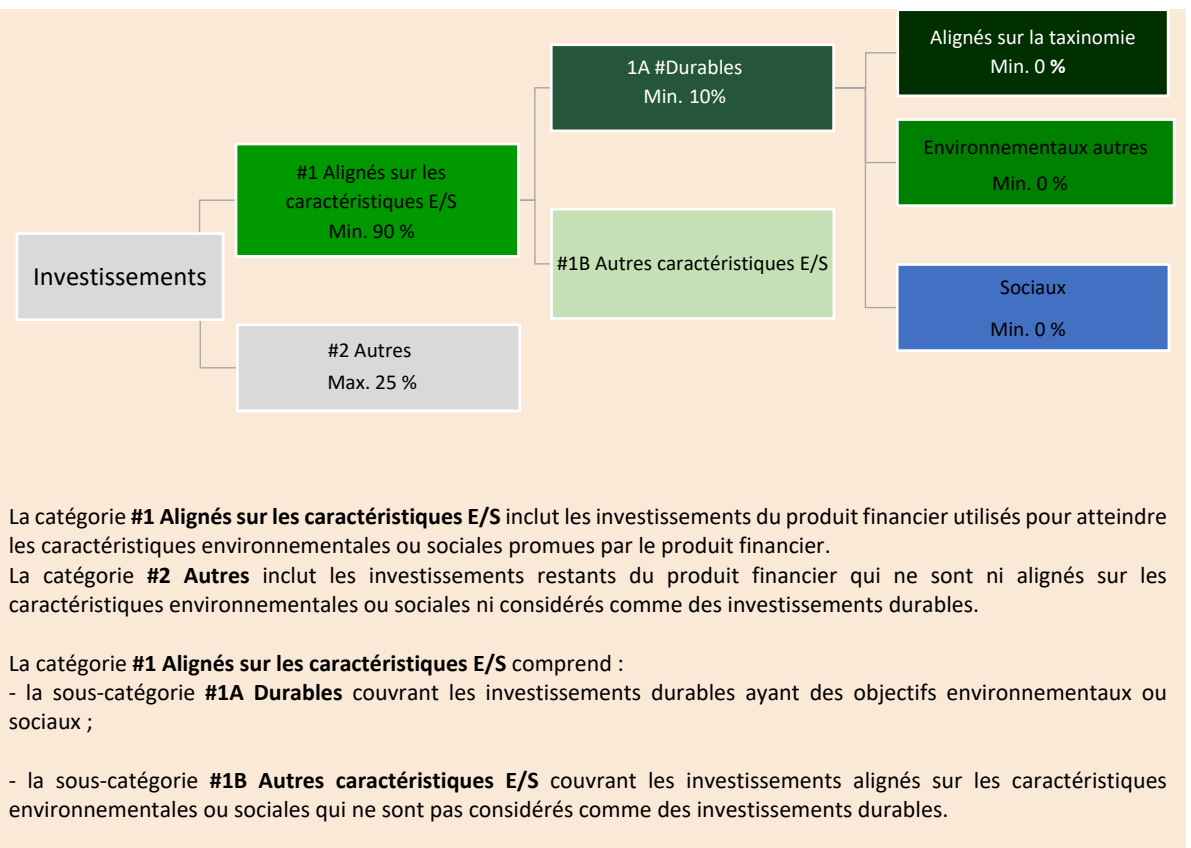 Investissements
#1 Alignés sur les
caractéristiques E/S
Min. 90 %
#2 Autres
Max. 25 %
1A #Durables
Min. 10%
#1B Autres caractéristiques E/S
Alignés sur la taxinomie
Min. 0 %
Environnementaux autres
Min. 0 %
Sociaux
Min. 0 %
La catégorie #1 Alignés sur les caractéristiques E/S inclut les investissements du produit financier utilisés pour atteindre
les caractéristiques environnementales ou sociales promues par le produit financier.
La catégorie #2 Autres inclut les investissements restants du produit financier qui ne sont ni alignés sur les
caractéristiques environnementales ou sociales ni considérés comme des investissements durables.
La catégorie #1 Alignés sur les caractéristiques E/S comprend :
- la sous-catégorie #1A Durables couvrant les investissements durables ayant des objectifs environnementaux ou
sociaux ;
- la sous-catégorie #1B Autres caractéristiques E/S couvrant les investissements alignés sur les caractéristiques
environnementales ou sociales qui ne sont pas considérés comme des investissements durables.